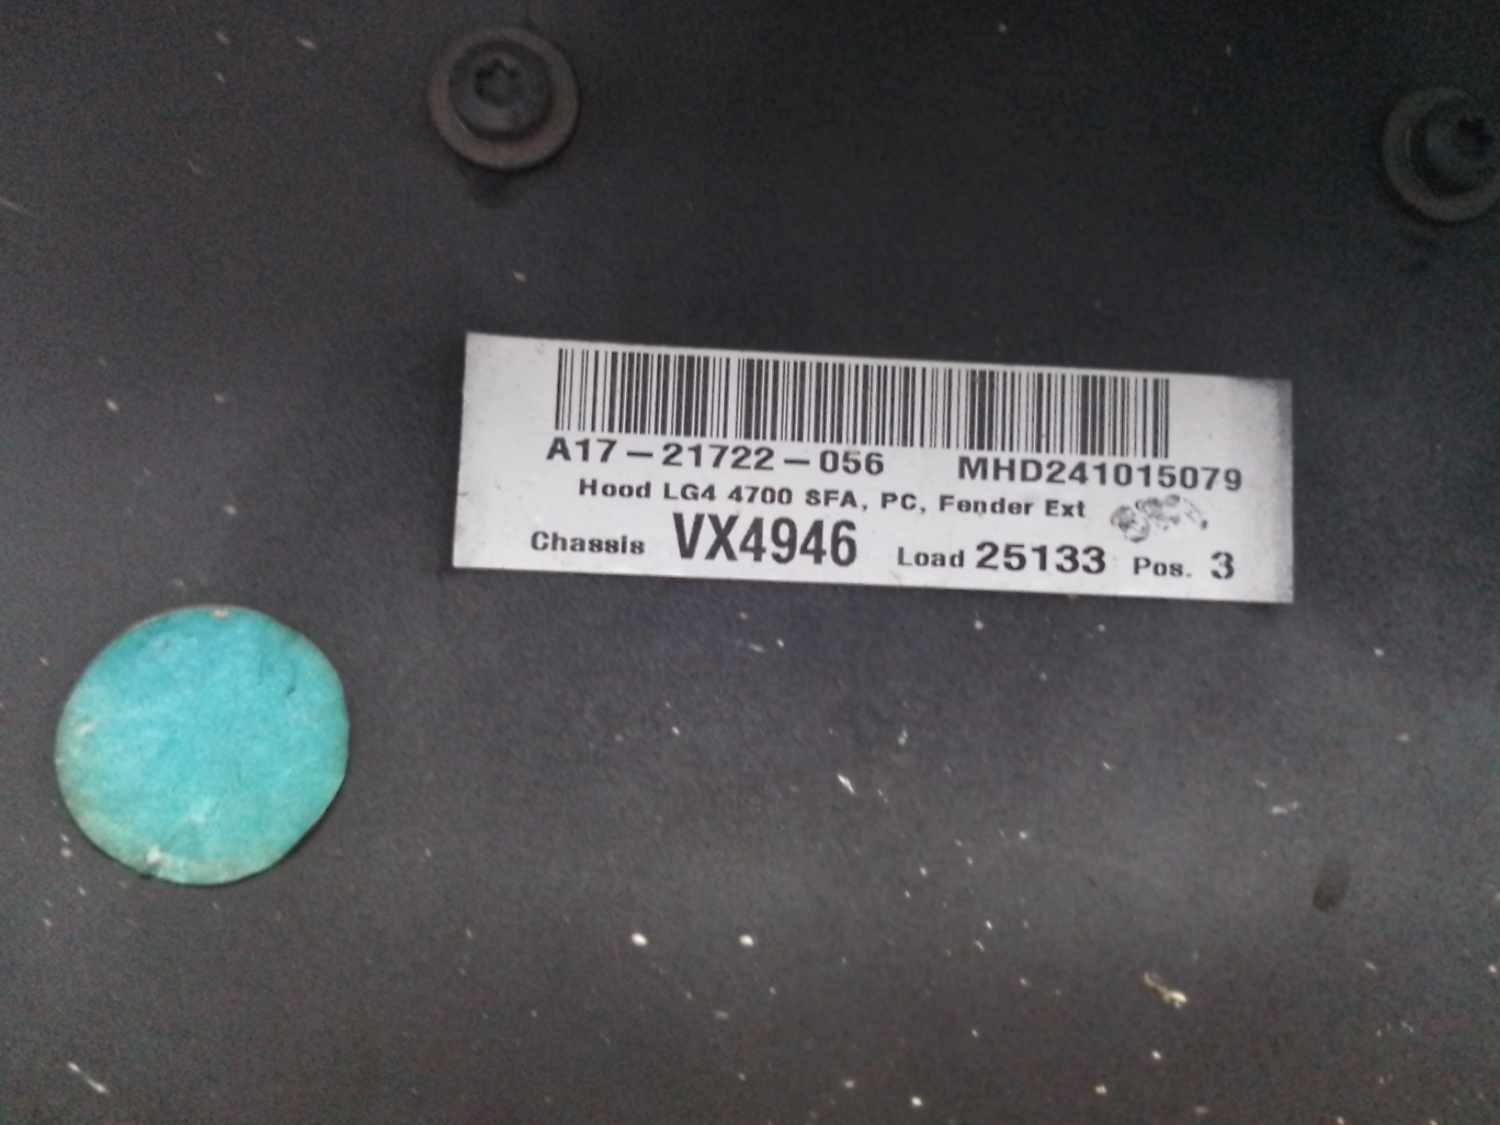 A17-21722-056 MHD241015079
Hood LG4 4700 SFA, PC, Fender Ext
Chassis VX4946 Load 25133 Pos. 3